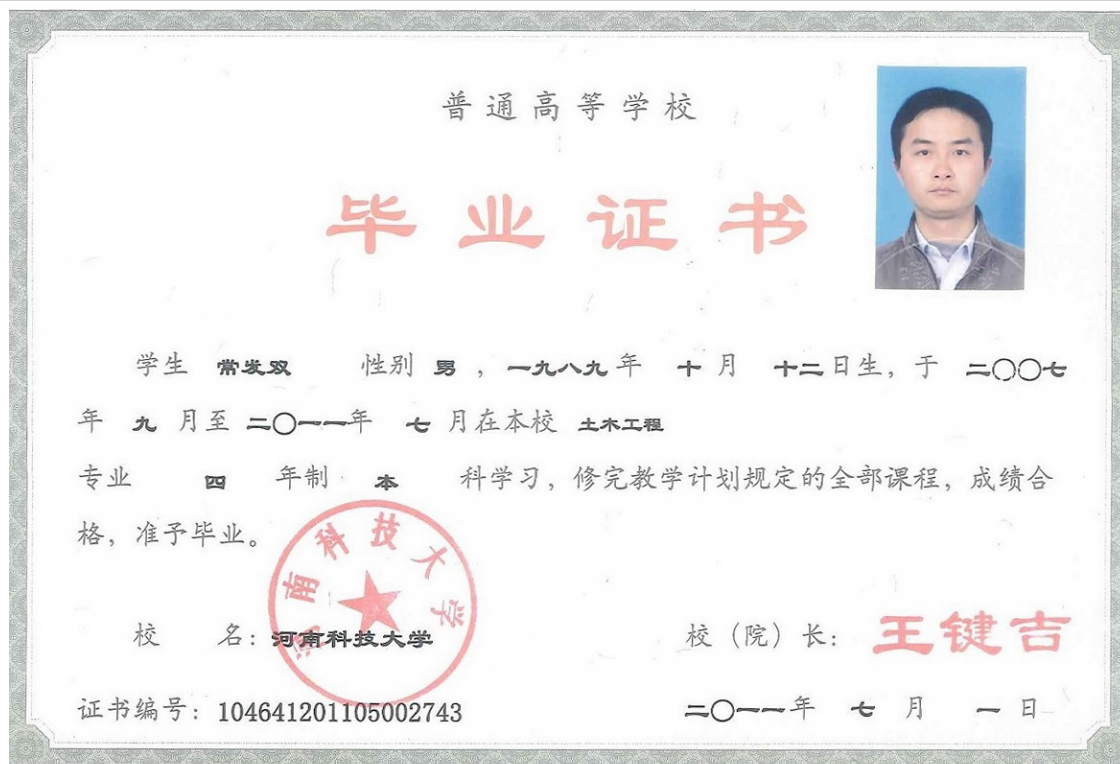 普通高等学校
毕业证书
学生 常发双 性别 男 ，一九八九年 十 月 十二日生，于 二〇〇七
年 九 月至 二〇一一年 七 月在本校 土木工程
专业 四 年制 本 科学习，修完教学计划规定的全部课程，成绩合
格，准予毕业。
河南科技大学
校 名：河南科技大学 校（院）长：王键吉
证书编号：104641201105002743 二〇一一年 七 月 一 日